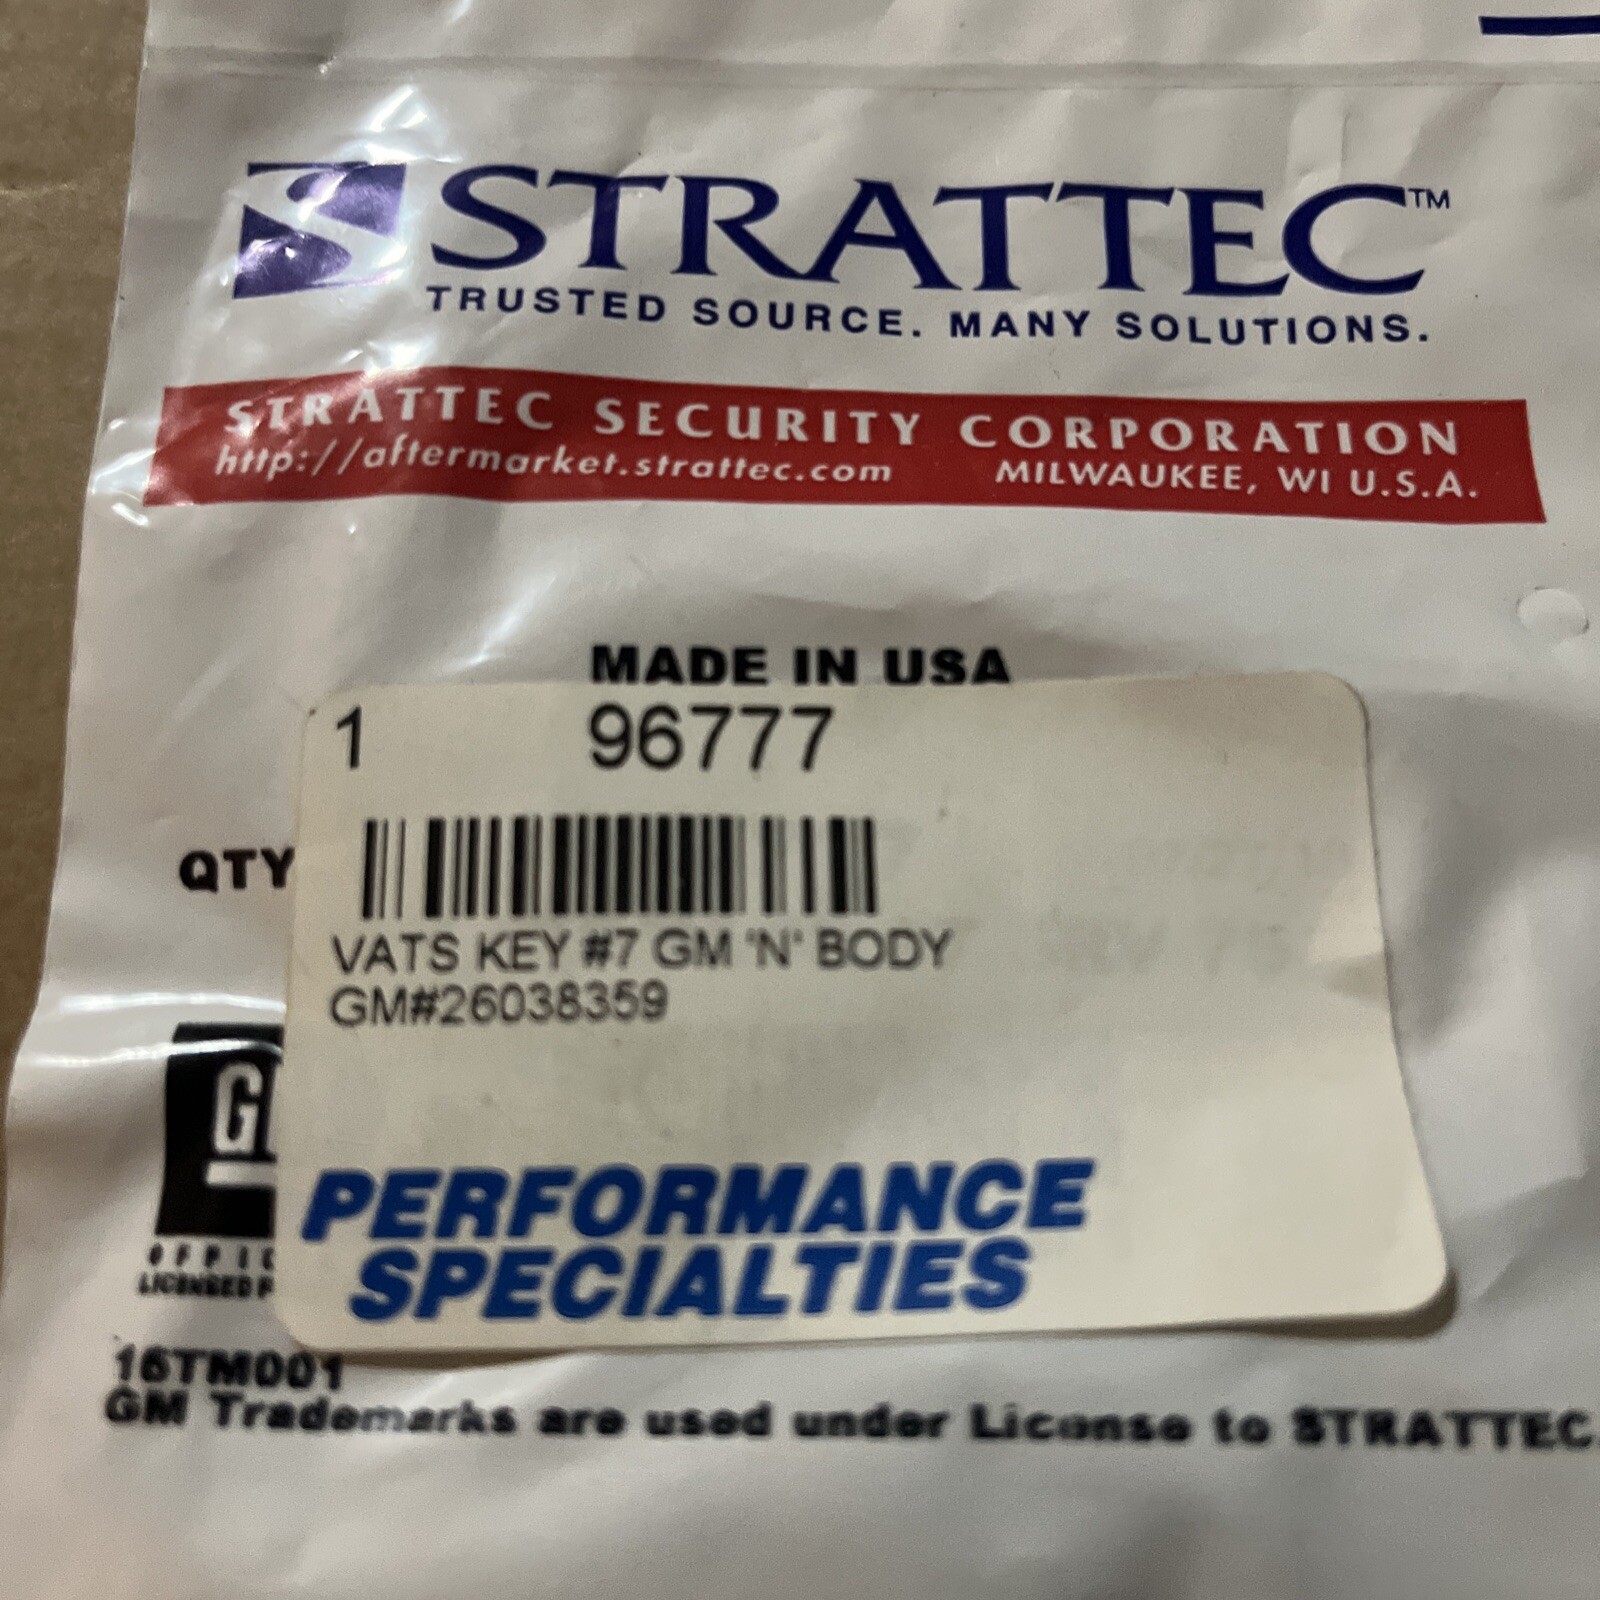 STRATTEC™
TRUSTED SOURCE. MANY SOLUTIONS.
STRATTEC SECURITY CORPORATION
http://aftermarket.strattec.com MILWAUKEE, WI U.S.A.
MADE IN USA
1 96777
QTY
VATS KEY #7 GM 'N' BODY
GM#26038359
PERFORMANCE
SPECIALTIES
LICENSED
16TM001
GM Trademarks are used under License to STRATTEC.